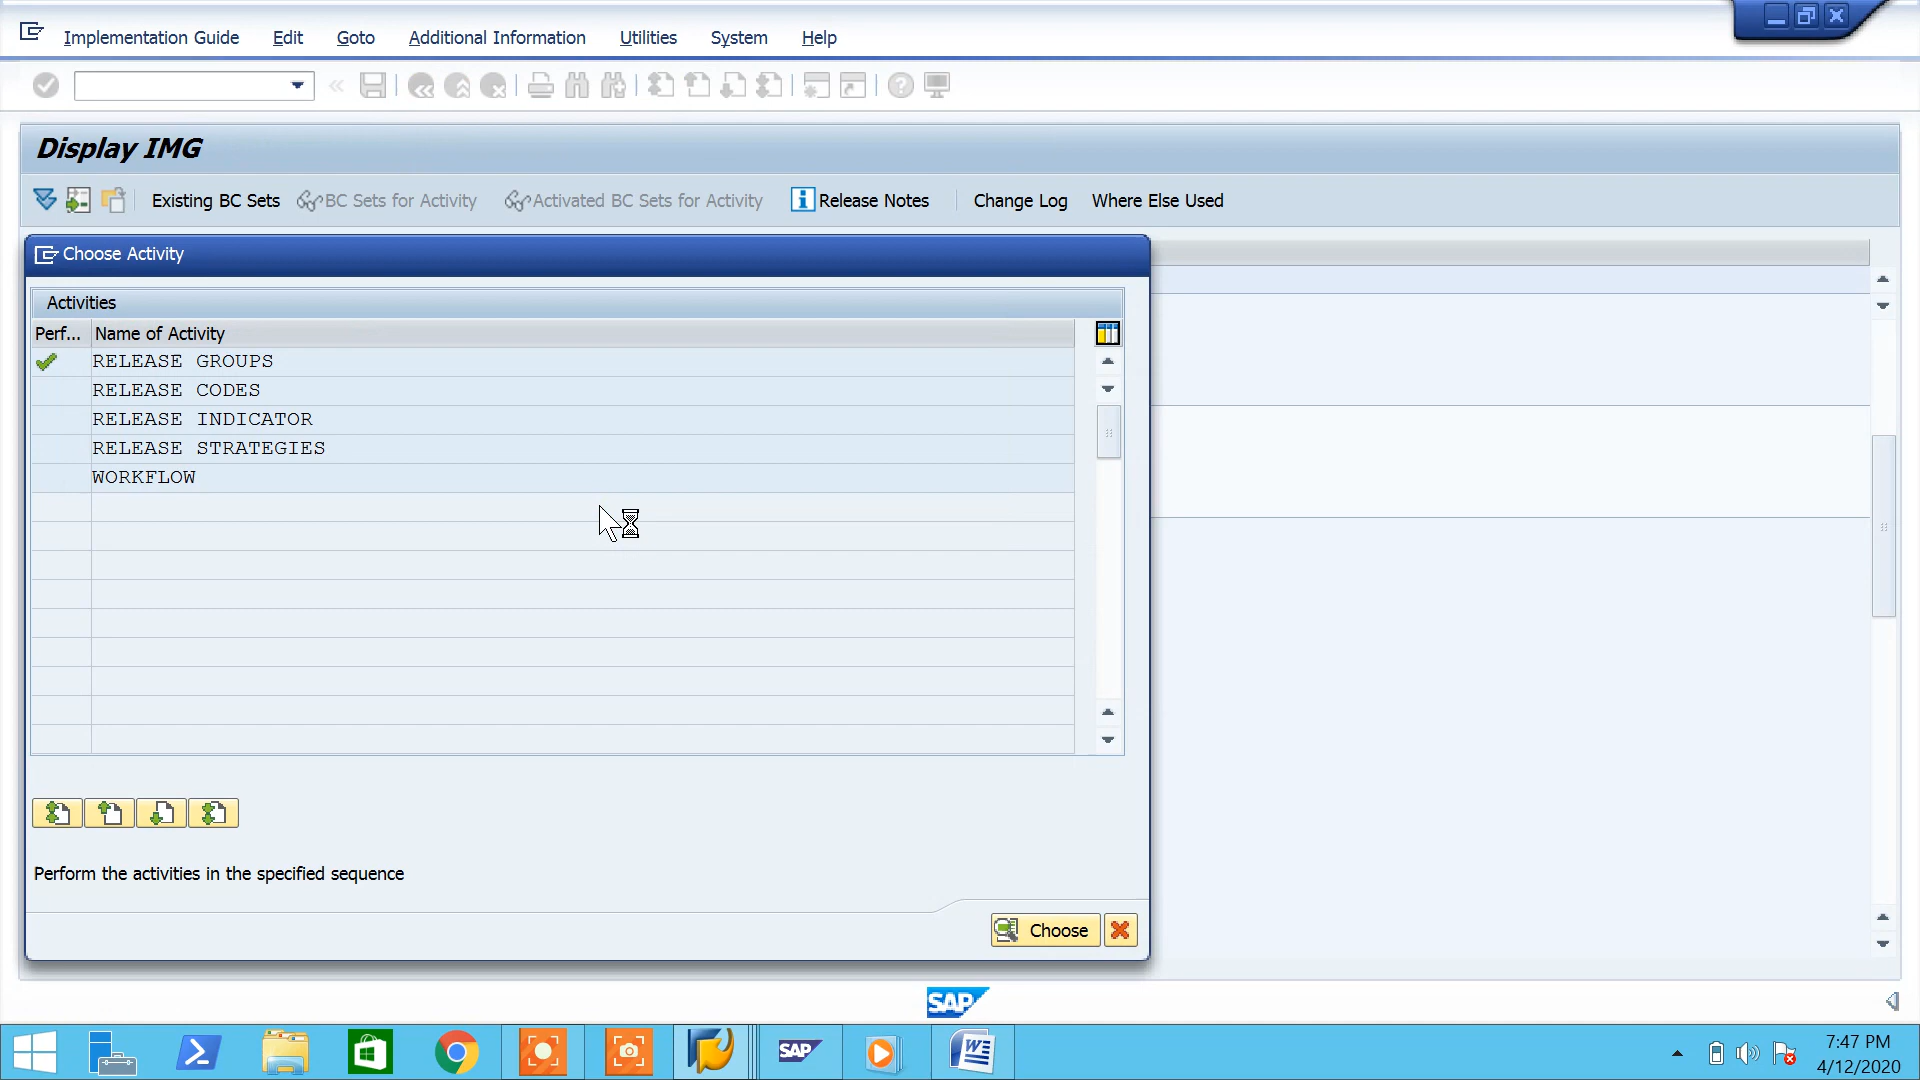 Implementation Guide Edit Goto Additional Information Utilities System Help
Display IMG
Existing BC Sets BC Sets for Activity Activated BC Sets for Activity Release Notes Change Log Where Else Used
Choose Activity
Activities
Perf... Name of Activity
RELEASE GROUPS
RELEASE CODES
RELEASE INDICATOR
RELEASE STRATEGIES
WORKFLOW
Perform the activities in the specified sequence
Choose
SAP
SAP
7:47 PM
4/12/2020